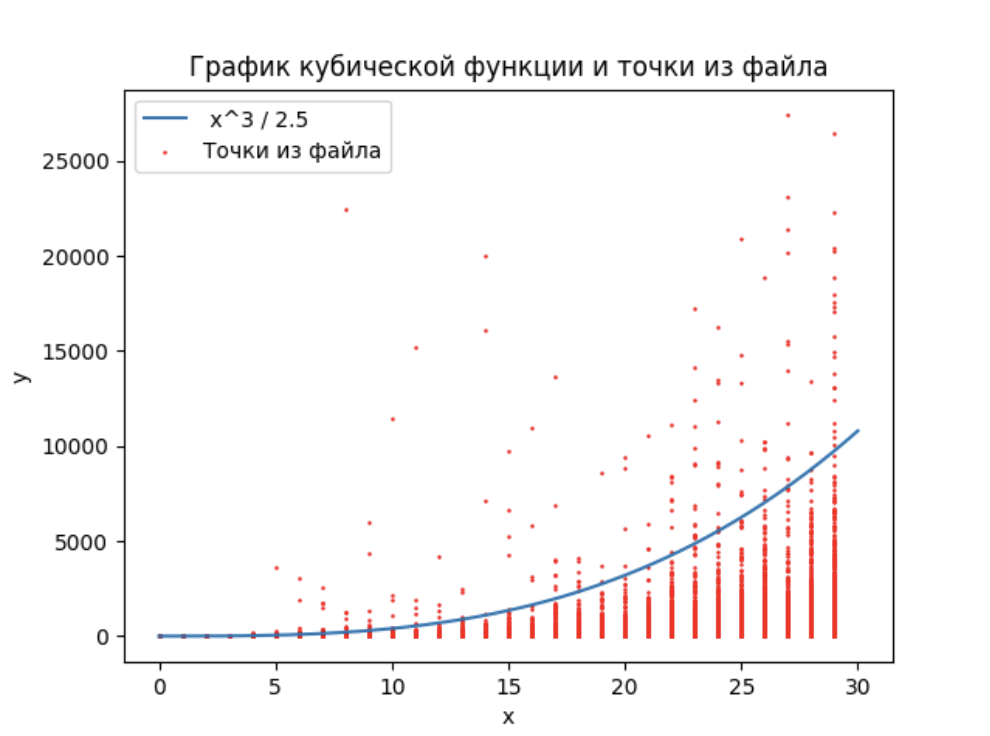 График кубической функции и точки из файла
x^3 / 2.5
Точки из файла
25000
20000
15000
10000
5000
0
y
0 5 10 15 20 25 30
x